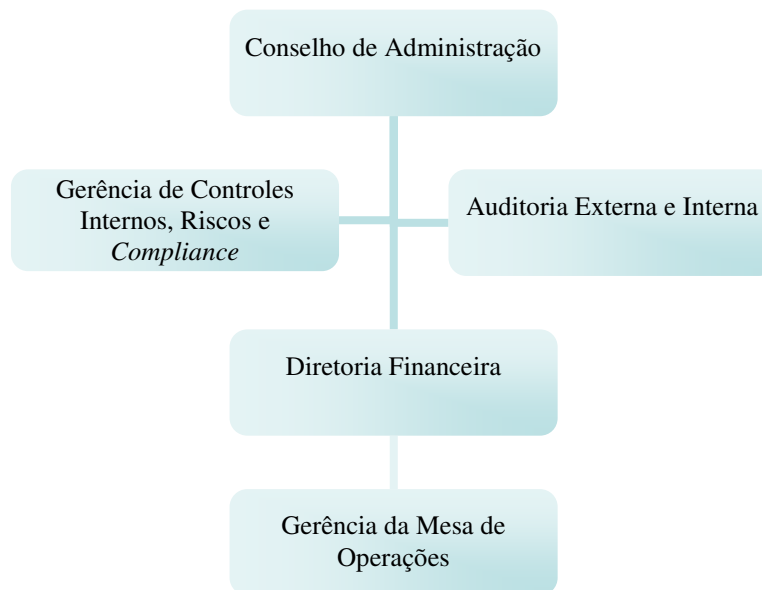 Conselho de Administração
Gerência de Controles
Internos, Riscos e
Compliance
Auditoria Externa e Interna
Diretoria Financeira
Gerência da Mesa de
Operações